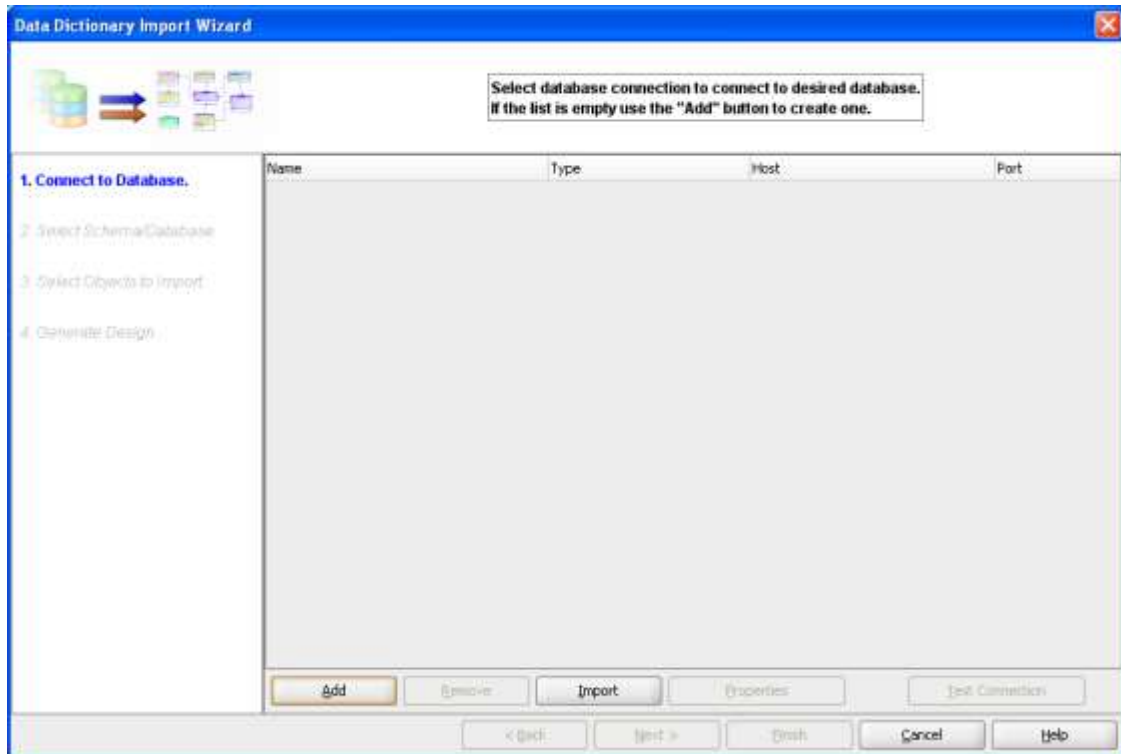 Data Dictionary Import Wizard
Select database connection to connect to desired database.
If the list is empty use the "Add" button to create one.
1. Connect to Database.
2. Select Schema/Database
3. Select Objects to Import
4. Generate Design
Name Type Host Port
Add Remove Import Properties Test Connection
< Back Next > Finish Cancel Help